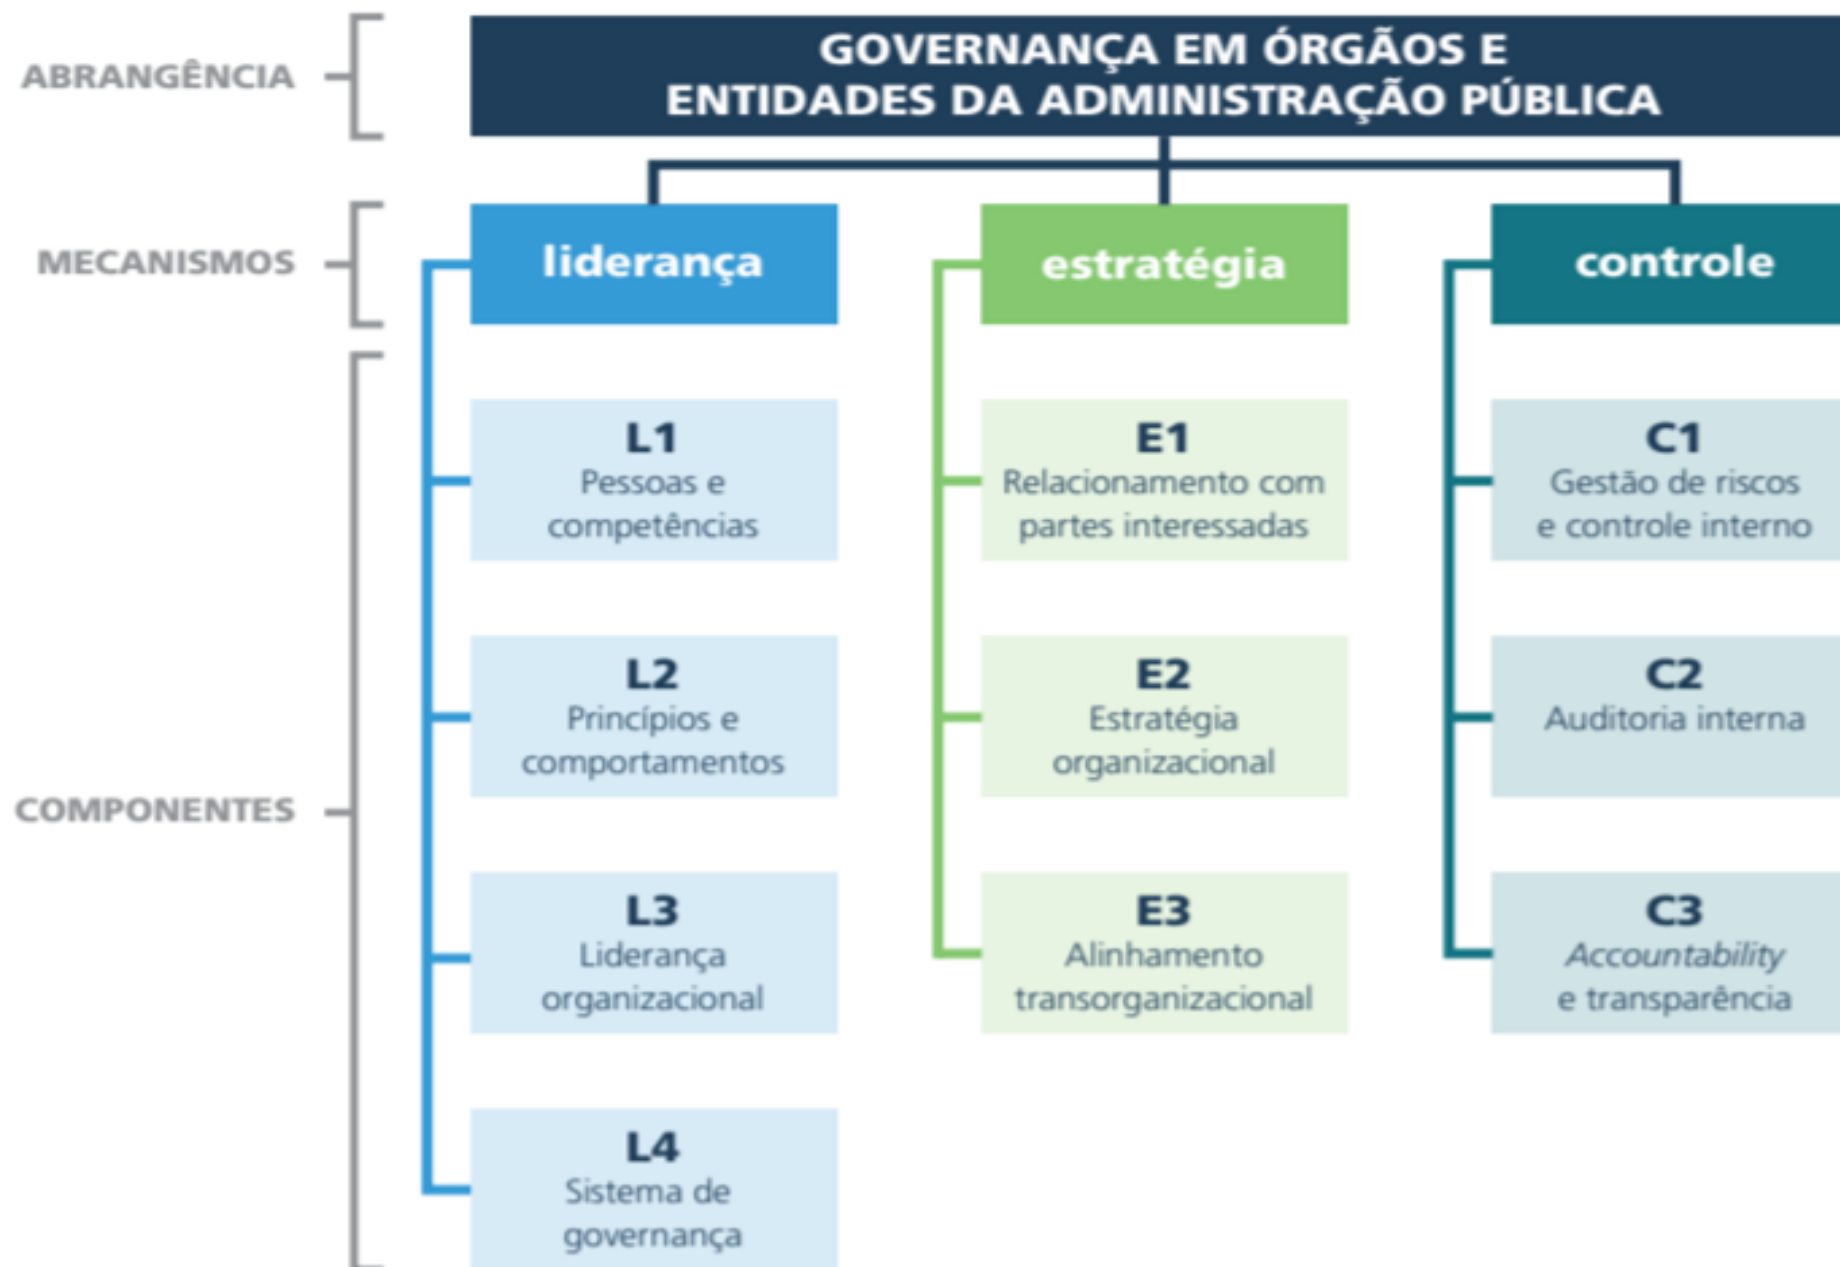 ABRANGÊNCIA
GOVERNANÇA EM ÓRGÃOS E
ENTIDADES DA ADMINISTRAÇÃO PÚBLICA
MECANISMOS
liderança
estratégia
controle
COMPONENTES
L1
Pessoas e
competências
L2
Princípios e
comportamentos
L3
Liderança
organizacional
L4
Sistema de
governança
E1
Relacionamento com
partes interessadas
E2
Estratégia
organizacional
E3
Alinhamento
transorganizacional
C1
Gestão de riscos
e controle interno
C2
Auditoria interna
C3
Accountability
e transparência